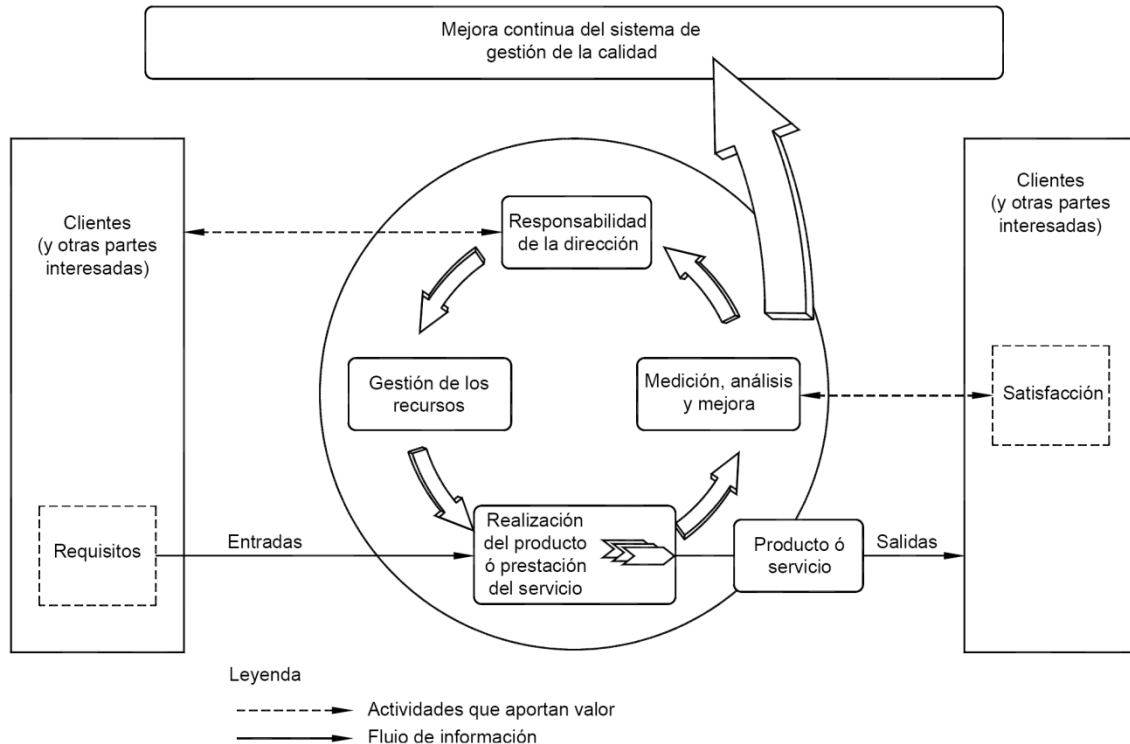 Mejora continua del sistema de
gestión de la calidad
Clientes
(y otras partes
interesadas)
Responsabilidad
de la dirección
Clientes
(y otras partes
interesadas)
Gestión de los
recursos
Medición, análisis
y mejora
Satisfacción
Requisitos
Entradas
Realización
del producto
ó prestación
del servicio
Producto ó
servicio
Salidas
Leyenda
Actividades que aportan valor
Flujo de información